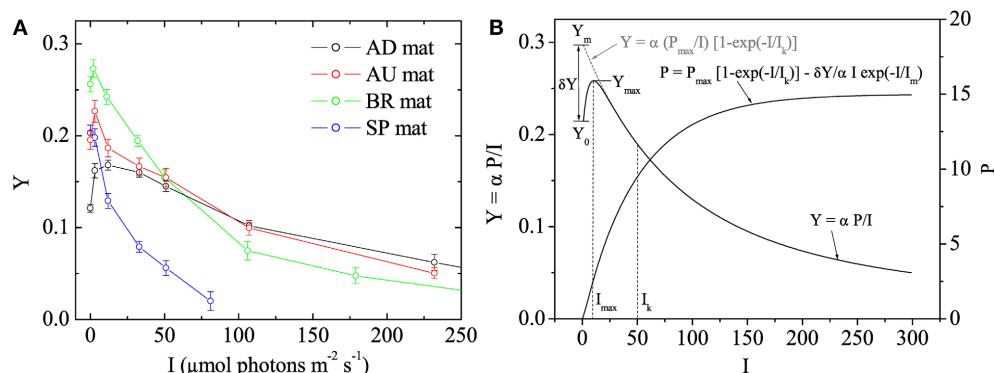 A
AD mat
AU mat
BR mat
SP mat
Y
0.3
0.2
0.1
0.0
0 50 100 150 200 250
I (μmol photons m⁻² s⁻¹)
B
Y = α P/I
0.3
0.2
0.1
0.0
Yₘ
Y = α (Pₘₐₓ/I) [1-exp(-I/Iₖ)]
P = Pₘₐₓ [1-exp(-I/Iₖ)] - δY/α I exp(-I/Iₘ)
δY
Yₘₐₓ
Y₀
Y = α P/I
Iₘₐₓ
Iₖ
0 50 100 150 200 250 300
I
20
15
10
5
0
P